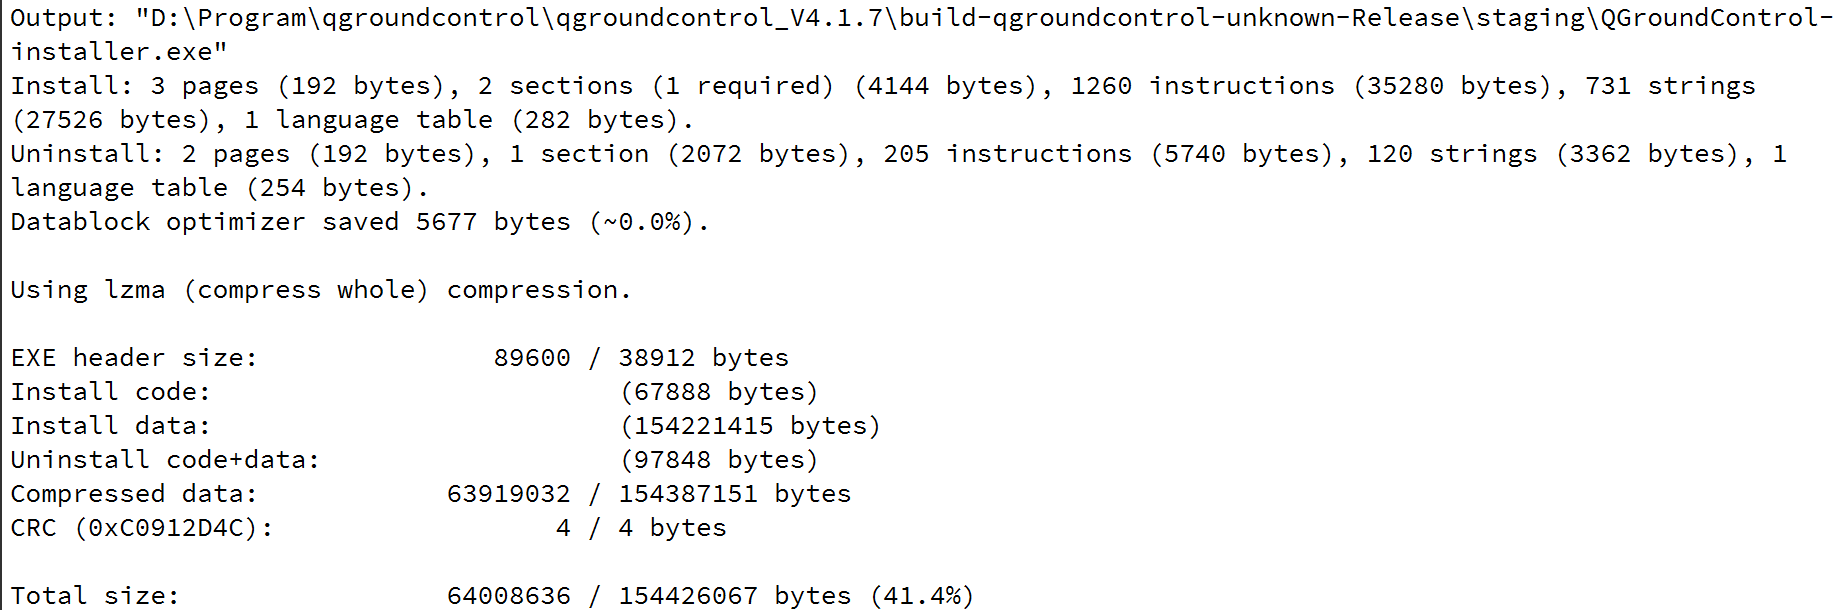 Output: "D:\Program\qgroundcontrol\qgroundcontrol_V4.1.7\build-qgroundcontrol-unknown-Release\staging\QGroundControl-
installer.exe"
Install: 3 pages (192 bytes), 2 sections (1 required) (4144 bytes), 1260 instructions (35280 bytes), 731 strings
(27526 bytes), 1 language table (282 bytes).
Uninstall: 2 pages (192 bytes), 1 section (2072 bytes), 205 instructions (5740 bytes), 120 strings (3362 bytes), 1
language table (254 bytes).
Datablock optimizer saved 5677 bytes (~0.0%).
Using lzma (compress whole) compression.
EXE header size:               89600 / 38912 bytes
Install code:                          (67888 bytes)
Install data:                          (154221415 bytes)
Uninstall code+data:                   (97848 bytes)
Compressed data:            63919032 / 154387151 bytes
CRC (0xC0912D4C):                  4 / 4 bytes
Total size:                 64008636 / 154426067 bytes (41.4%)